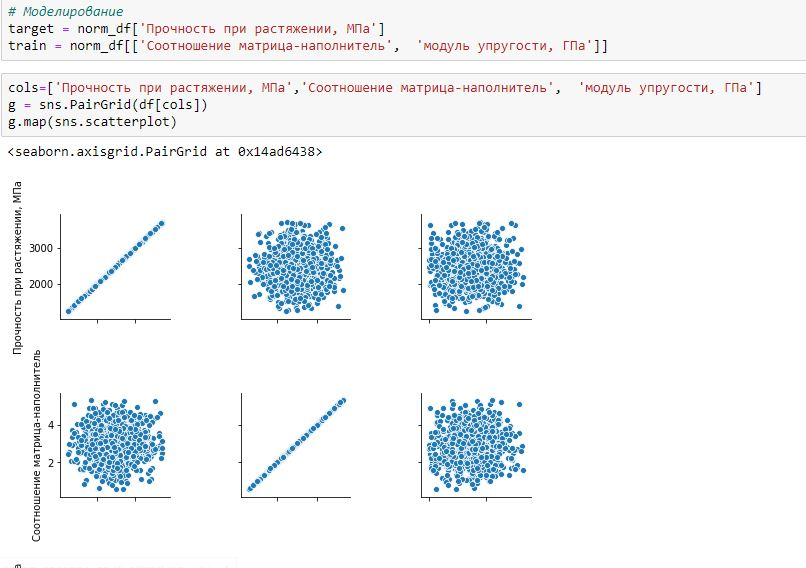 # Моделирование
target = norm_df['Прочность при растяжении, МПа']
train = norm_df[['Соотношение матрица-наполнитель',  'модуль упругости, ГПа']]
cols=['Прочность при растяжении, МПа','Соотношение матрица-наполнитель',  'модуль упругости, ГПа']
g = sns.PairGrid(df[cols])
g.map(sns.scatterplot)
<seaborn.axisgrid.PairGrid at 0x14ad6438>
Прочность при растяжении, МПа
3000
2000
Соотношение матрица-наполнитель
4
2